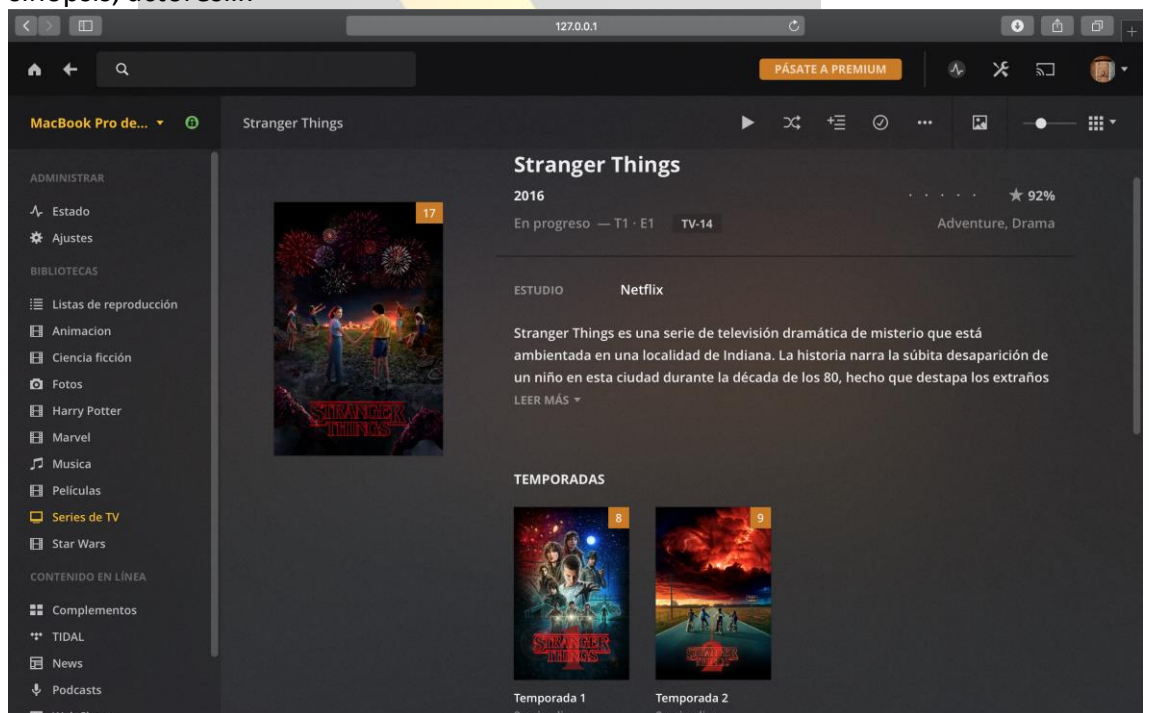 127.0.0.1
PÁSATE A PREMIUM
MacBook Pro de...
Stranger Things
ADMINISTRAR
Estado
Ajustes
BIBLIOTECAS
Listas de reproducción
Animacion
Ciencia ficción
Fotos
Harry Potter
Marvel
Musica
Películas
Series de TV
Star Wars
CONTENIDO EN LÍNEA
Complementos
TIDAL
News
Podcasts
17
STRANGER
THINGS
Stranger Things
2016
92%
En progreso — T1 · E1 TV-14
Adventure, Drama
ESTUDIO Netflix
Stranger Things es una serie de televisión dramática de misterio que está
ambientada en una localidad de Indiana. La historia narra la súbita desaparición de
un niño en esta ciudad durante la década de los 80, hecho que destapa los extraños
LEER MÁS
TEMPORADAS
8
STRANGER
THINGS
9
STRANGER
THINGS
Temporada 1
Temporada 2